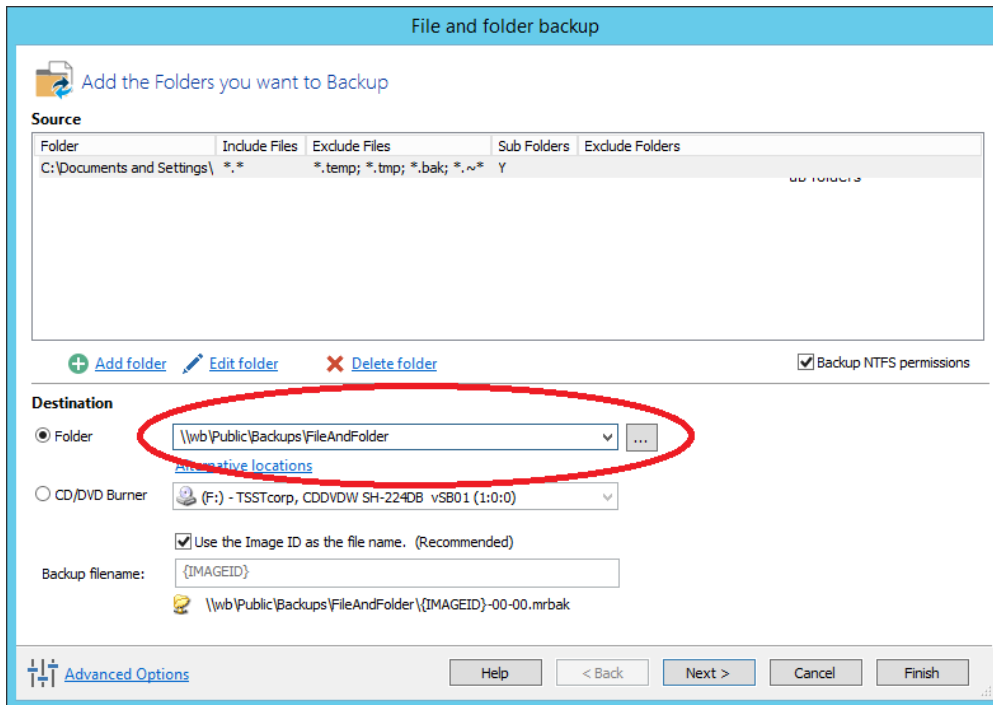 File and folder backup
Add the Folders you want to Backup
Source
Folder Include Files Exclude Files Sub Folders Exclude Folders
C:\Documents and Settings\ *.* *.temp; *.tmp; *.bak; *.~* Y
ub folders
Add folder Edit folder Delete folder Backup NTFS permissions
Destination
Folder \\wb\Public\Backups\FileAndFolder ...
Alternative locations
CD/DVD Burner (F:) - TSSTcorp, CDDVDW SH-224DB vSB01 (1:0:0)
Use the Image ID as the file name. (Recommended)
Backup filename: {IMAGEID}
\\wb\Public\Backups\FileAndFolder\{IMAGEID}-00-00.mrbak
Advanced Options Help < Back Next > Cancel Finish